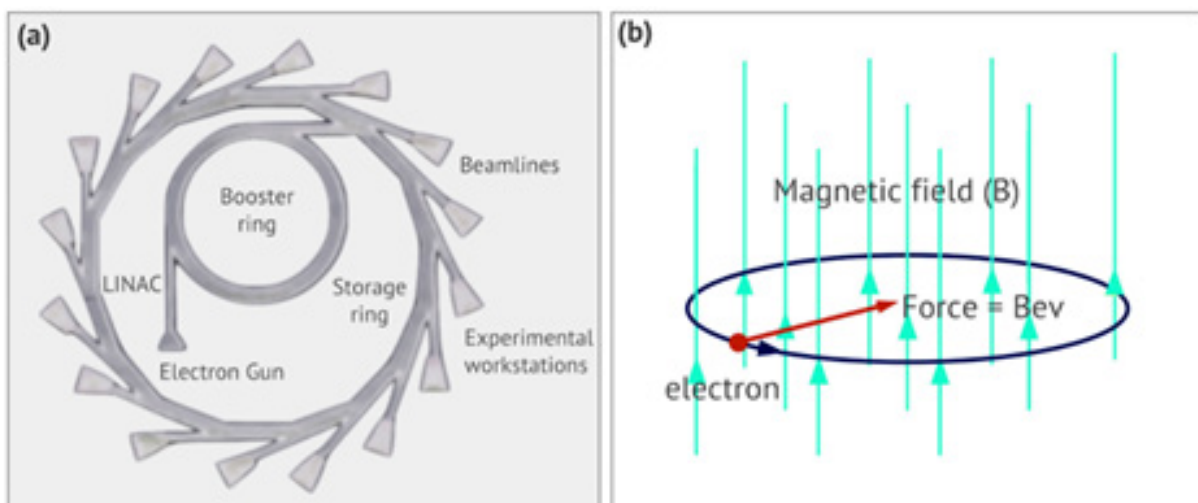 (a)
Beamlines
Booster
ring
LINAC
Storage
ring
Experimental
workstations
Electron Gun
(b)
Magnetic field (B)
Force = Bev
electron